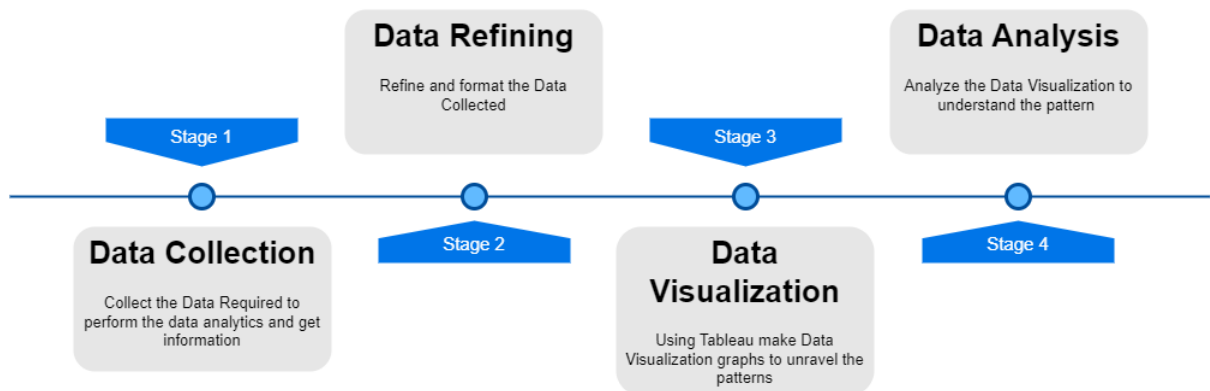 Stage 1
Data Collection
Collect the Data Required to
perform the data analytics and get
information
Data Refining
Refine and format the Data
Collected
Stage 2
Stage 3
Data
Visualization
Using Tableau make Data
Visualization graphs to unravel the
patterns
Data Analysis
Analyze the Data Visualization to
understand the pattern
Stage 4